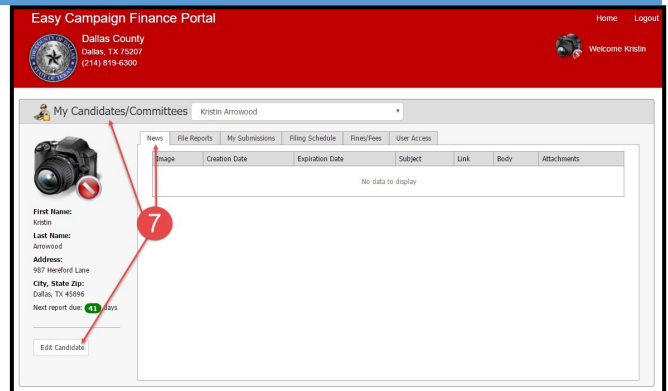 Easy Campaign Finance Portal
Home Logout
Dallas County
Dallas, TX 75207
(214) 819-6300
Welcome Kristin
My Candidates/Committees Kristin Arrowood
News File Reports My Submissions Filing Schedule Fines/Fees User Access
Image Creation Date Expiration Date Subject Link Body Attachments
No data to display
7
First Name:
Kristin
Last Name:
Arrowood
Address:
987 Hereford Lane
City, State Zip:
Dallas, TX 45896
Next report due: 41 days
Edit Candidate